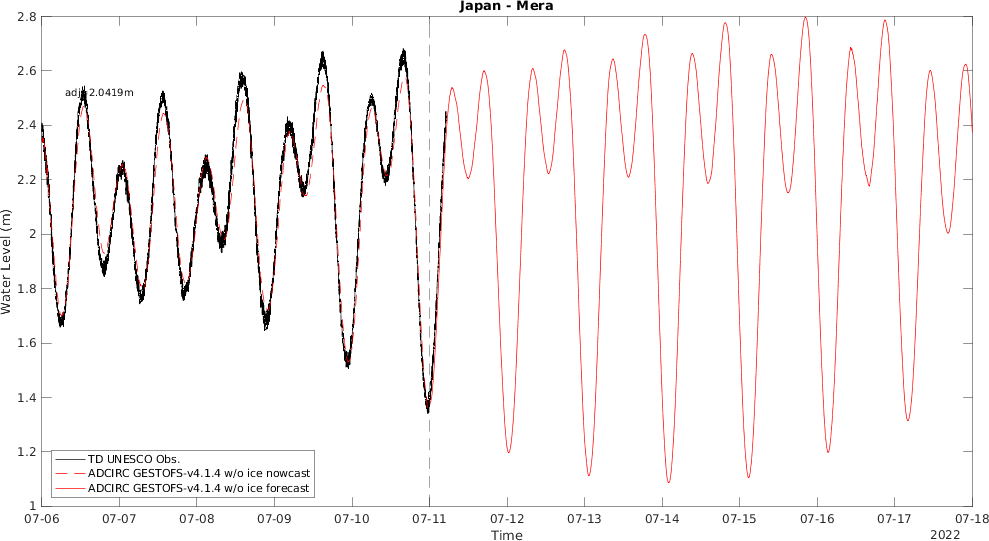 Japan - Mera
2.8
2.6
2.4
2.2
2
1.8
1.6
1.4
1.2
1
Water Level (m)
adj: 2.0419m
TD UNESCO Obs.
ADCIRC GESTOFS-v4.1.4 w/o ice nowcast
ADCIRC GESTOFS-v4.1.4 w/o ice forecast
07-06 07-07 07-08 07-09 07-10 07-11 07-12 07-13 07-14 07-15 07-16 07-17 07-18
Time
2022